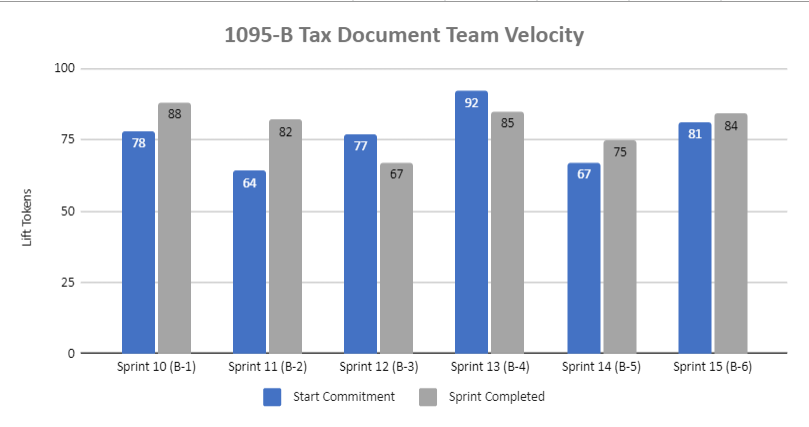 1095-B Tax Document Team Velocity
100
75
50
25
0
Lift Tokens
78
88
64
82
77
67
92
85
67
75
81
84
Sprint 10 (B-1)
Sprint 11 (B-2)
Sprint 12 (B-3)
Sprint 13 (B-4)
Sprint 14 (B-5)
Sprint 15 (B-6)
Start Commitment
Sprint Completed